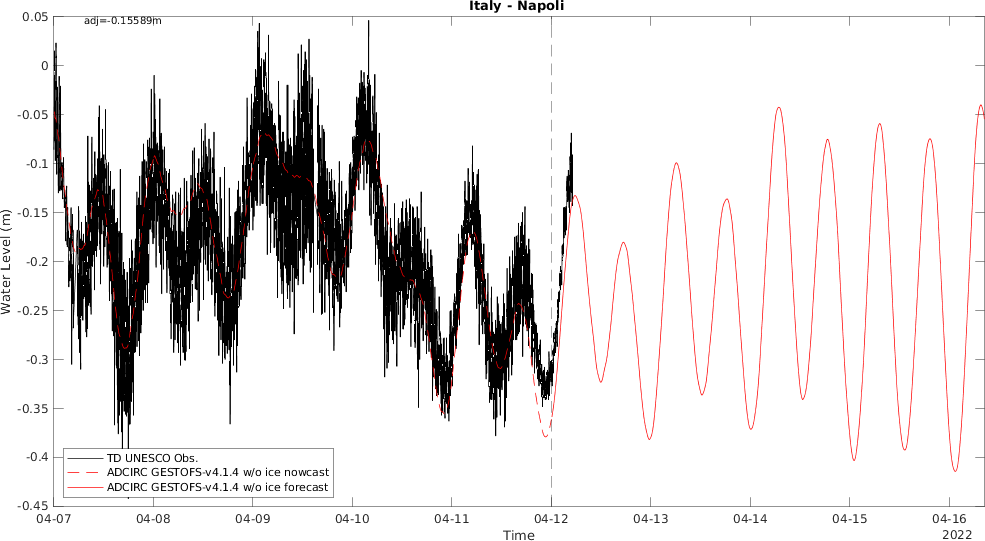 Italy - Napoli
adj=-0.15589m
0.05
0
-0.05
-0.1
-0.15
-0.2
-0.25
-0.3
-0.35
-0.4
-0.45
Water Level (m)
TD UNESCO Obs.
ADCIRC GESTOFS-v4.1.4 w/o ice nowcast
ADCIRC GESTOFS-v4.1.4 w/o ice forecast
04-07 04-08 04-09 04-10 04-11 04-12 04-13 04-14 04-15 04-16
Time
2022